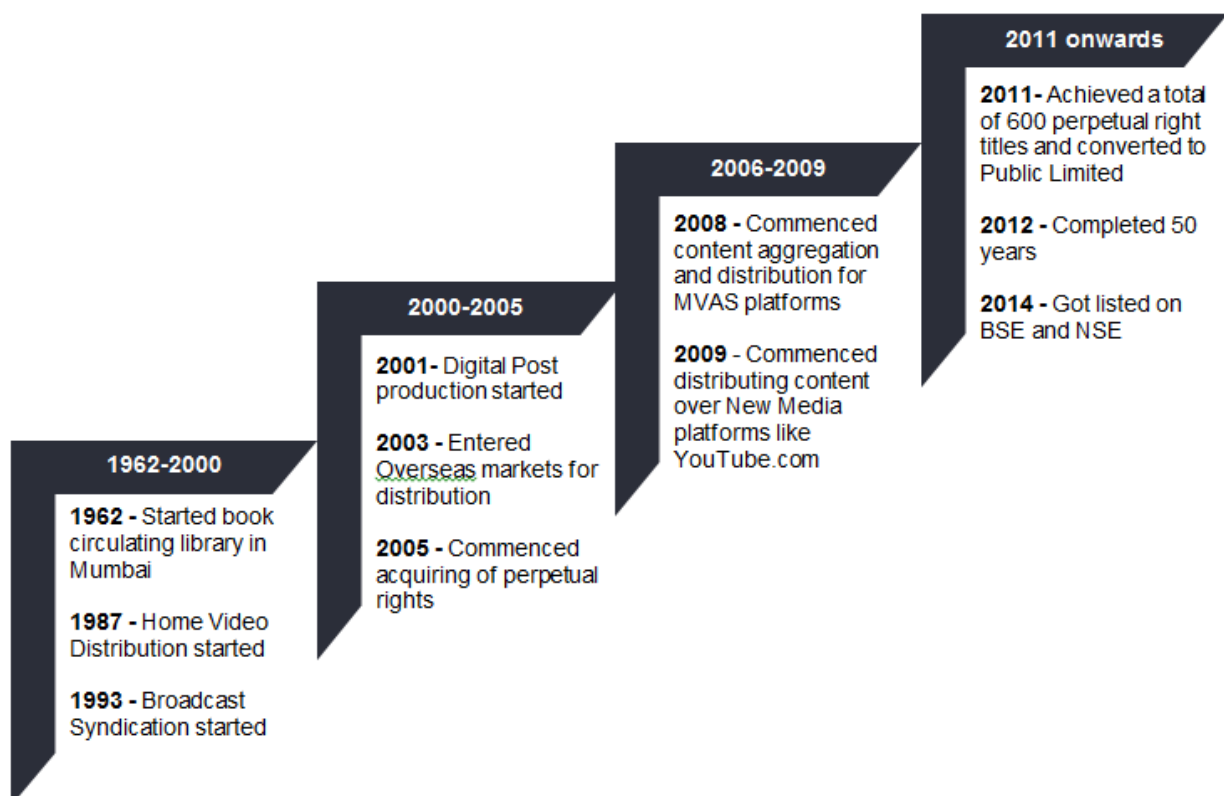 1962-2000
1962 - Started book
circulating library in
Mumbai
1987 - Home Video
Distribution started
1993 - Broadcast
Syndication started
2000-2005
2001- Digital Post
production started
2003 - Entered
Overseas markets for
distribution
2005 - Commenced
acquiring of perpetual
rights
2006-2009
2008 - Commenced
content aggregation
and distribution for
MVAS platforms
2009 - Commenced
distributing content
over New Media
platforms like
YouTube.com
2011 onwards
2011- Achieved a total
of 600 perpetual right
titles and converted to
Public Limited
2012 - Completed 50
years
2014 - Got listed on
BSE and NSE